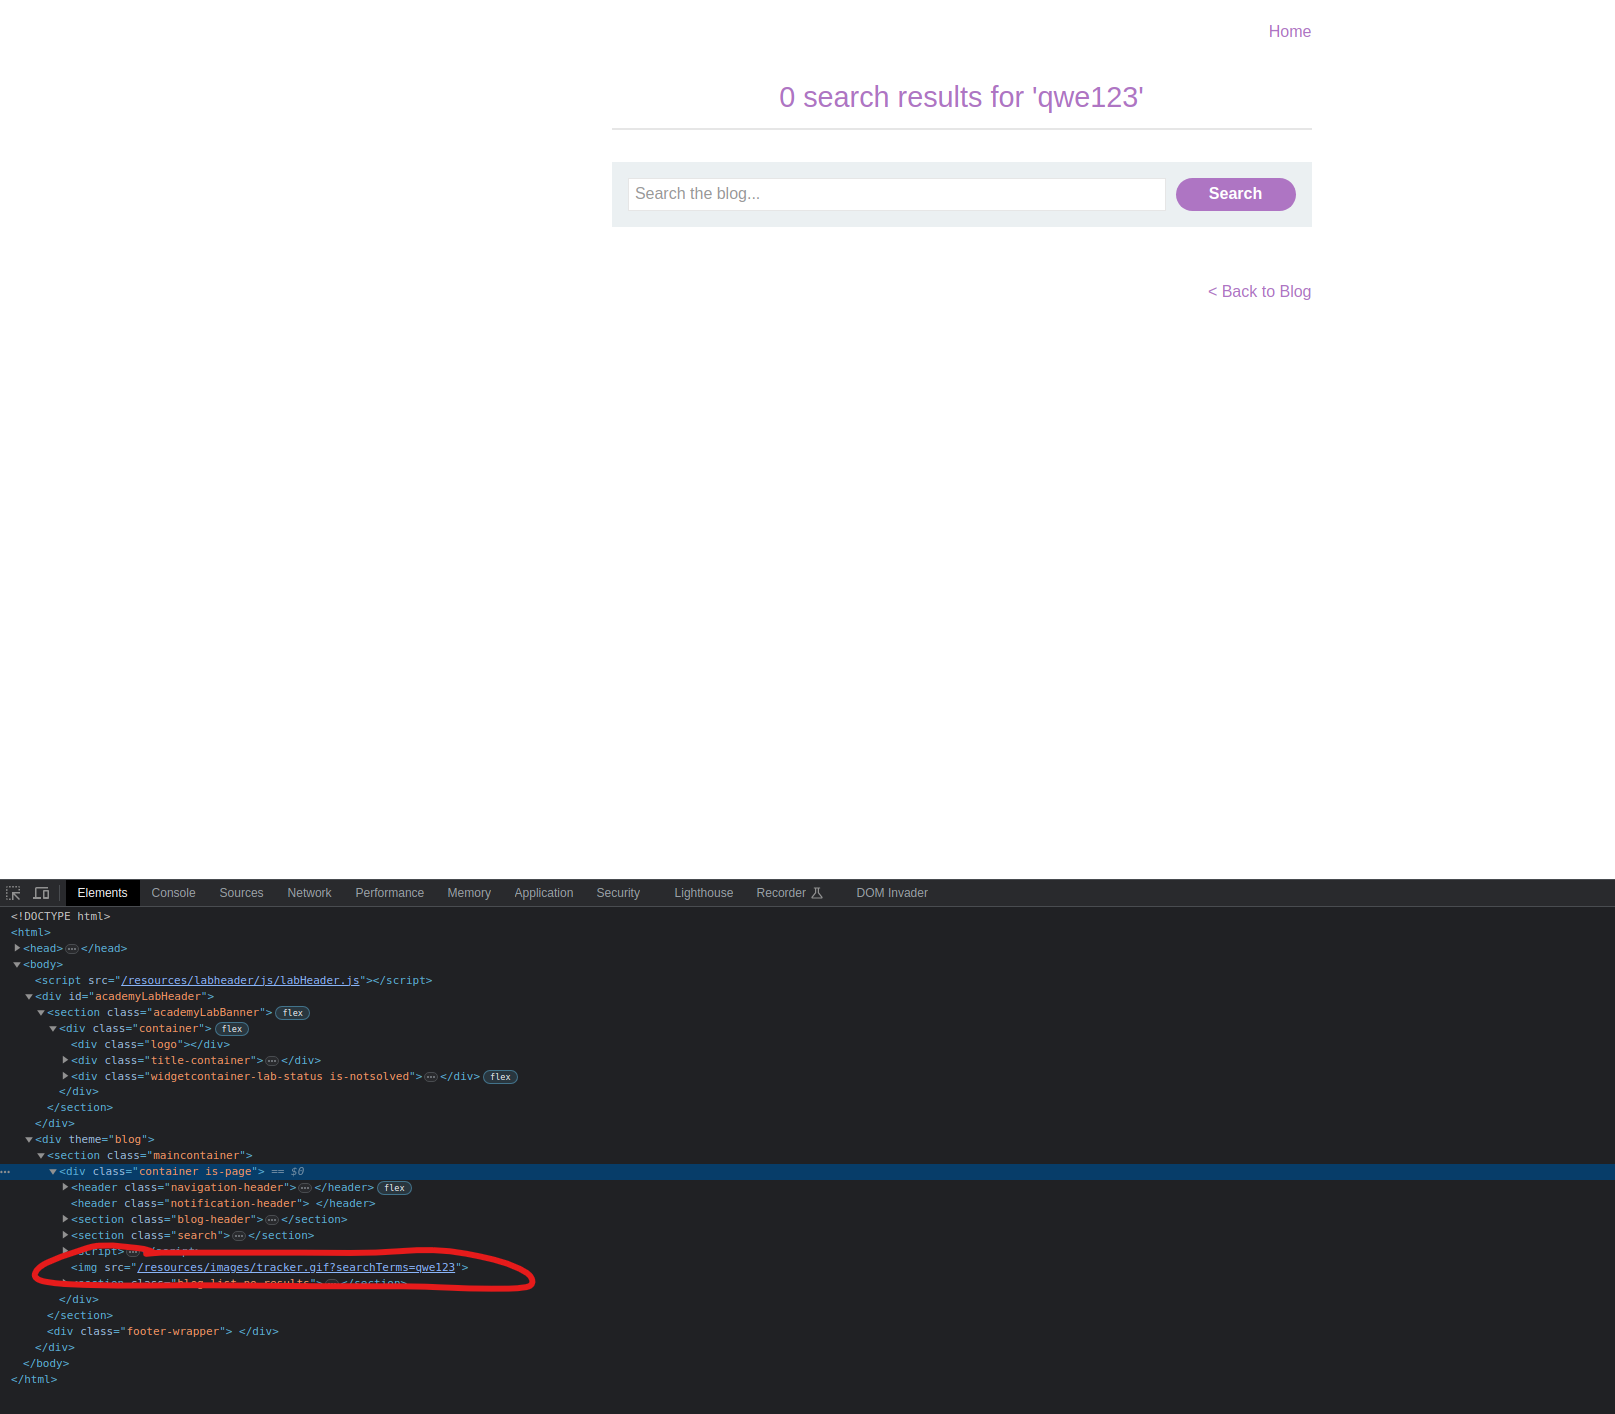 Home
0 search results for 'qwe123'
Search the blog...
Search
< Back to Blog
Elements Console Sources Network Performance Memory Application Security Lighthouse Recorder DOM Invader
<!DOCTYPE html>
<html>
<head>…</head>
<body>
<script src="/resources/labheader/js/labHeader.js"></script>
<div id="academyLabHeader">
<section class="academyLabBanner"> flex
<div class="container"> flex
<div class="logo"></div>
<div class="title-container">…</div>
<div class="widgetcontainer-lab-status is-notsolved">…</div> flex
</div>
</section>
</div>
<div theme="blog">
<section class="maincontainer">
… <div class="container is-page"> == $0
<header class="navigation-header">…</header> flex
<header class="notification-header"> </header>
<section class="blog-header">…</section>
<section class="search">…</section>
<script>…</script>
<img src="/resources/images/tracker.gif?searchTerms=qwe123">
<section class="blog-list no-results">…</section>
</div>
</section>
<div class="footer-wrapper"> </div>
</div>
</body>
</html>